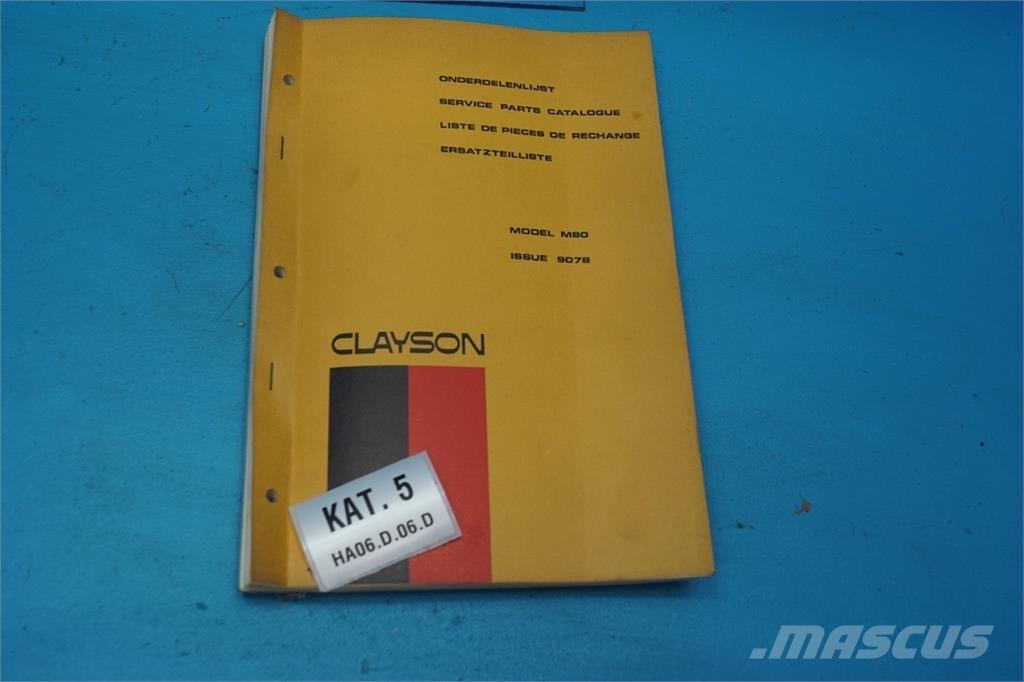 ONDERDELENLIJST
SERVICE PARTS CATALOGUE
LISTE DE PIECES DE RECHANGE
ERSATZTEILLISTE
MODEL M80
ISSUE 9078
CLAYSON
KAT. 5
HA06.D.06.D
.MASCUS